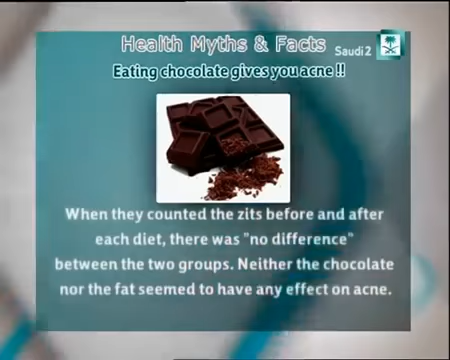 Health Myths & Facts
Saudi 2
Eating chocolate gives you acne !!
When they counted the zits before and after
each diet, there was "no difference"
between the two groups. Neither the chocolate
nor the fat seemed to have any effect on acne.